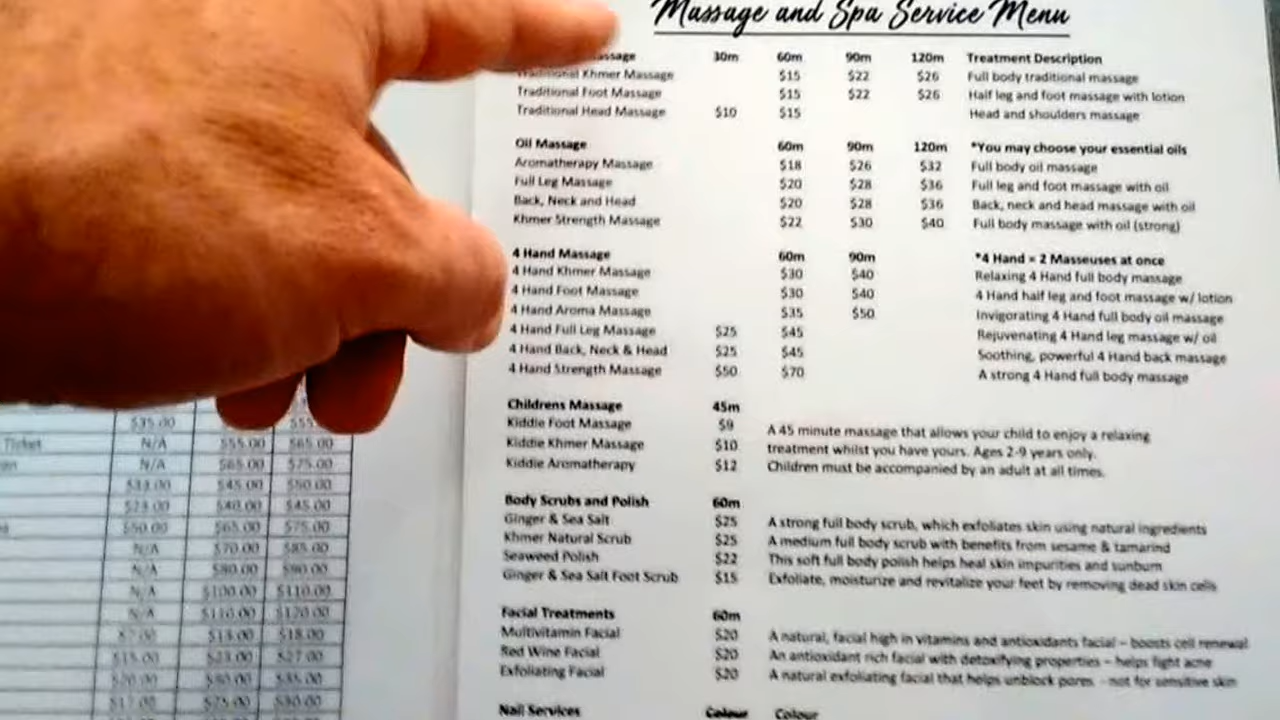 Massage and Spa Service Menu
Massage 30m 60m 90m 120m Treatment Description
Traditional Khmer Massage $15 $22 $26 Full body traditional massage
Traditional Foot Massage $15 $22 $26 Half leg and foot massage with lotion
Traditional Head Massage $10 $15 Head and shoulders massage
Oil Massage 60m 90m 120m *You may choose your essential oils
Aromatherapy Massage $18 $26 $32 Full body oil massage
Full Leg Massage $20 $28 $36 Full leg and foot massage with oil
Back, Neck and Head $20 $28 $36 Back, neck and head massage with oil
Khmer Strength Massage $22 $30 $40 Full body massage with oil (strong)
4 Hand Massage 60m 90m *4 Hand = 2 Masseuses at once
4 Hand Khmer Massage $30 $40 Relaxing 4 Hand full body massage
4 Hand Foot Massage $30 $40 4 Hand half leg and foot massage w/ lotion
4 Hand Aroma Massage $35 $50 Invigorating 4 Hand full body oil massage
4 Hand Full Leg Massage $25 $45 Rejuvenating 4 Hand leg massage w/ oil
4 Hand Back, Neck & Head $25 $45 Soothing, powerful 4 Hand back massage
4 Hand Strength Massage $50 $70 A strong 4 Hand full body massage
Childrens Massage 45m
Kiddie Foot Massage $9 A 45 minute massage that allows your child to enjoy a relaxing
Kiddie Khmer Massage $10 treatment whilst you have yours. Ages 2-9 years only.
Kiddie Aromatherapy $12 Children must be accompanied by an adult at all times.
Body Scrubs and Polish 60m
Ginger & Sea Salt $25 A strong full body scrub, which exfoliates skin using natural ingredients
Khmer Natural Scrub $25 A medium full body scrub with benefits from sesame & tamarind
Seaweed Polish $22 This soft full body polish helps heal skin impurities and sunburn
Ginger & Sea Salt Foot Scrub $15 Exfoliate, moisturize and revitalize your feet by removing dead skin cells
Facial Treatments 60m
Multivitamin Facial $20 A natural, facial high in vitamins and antioxidants facial – boosts cell renewal
Red Wine Facial $20 An antioxidant rich facial with detoxifying properties – helps fight acne
Exfoliating Facial $20 A natural exfoliating facial that helps unblock pores - not for sensitive skin
Nail Services Colour Colour
$35.00
Ticket N/A $55.00 $65.00
N/A $65.00 $75.00
$45.00 $50.00
$23.00 $40.00 $45.00
$50.00 $65.00 $75.00
N/A $70.00 $85.00
N/A $80.00 $90.00
N/A $100.00 $110.00
N/A $110.00 $120.00
$7.00 $13.00 $18.00
$15.00 $23.00 $27.00